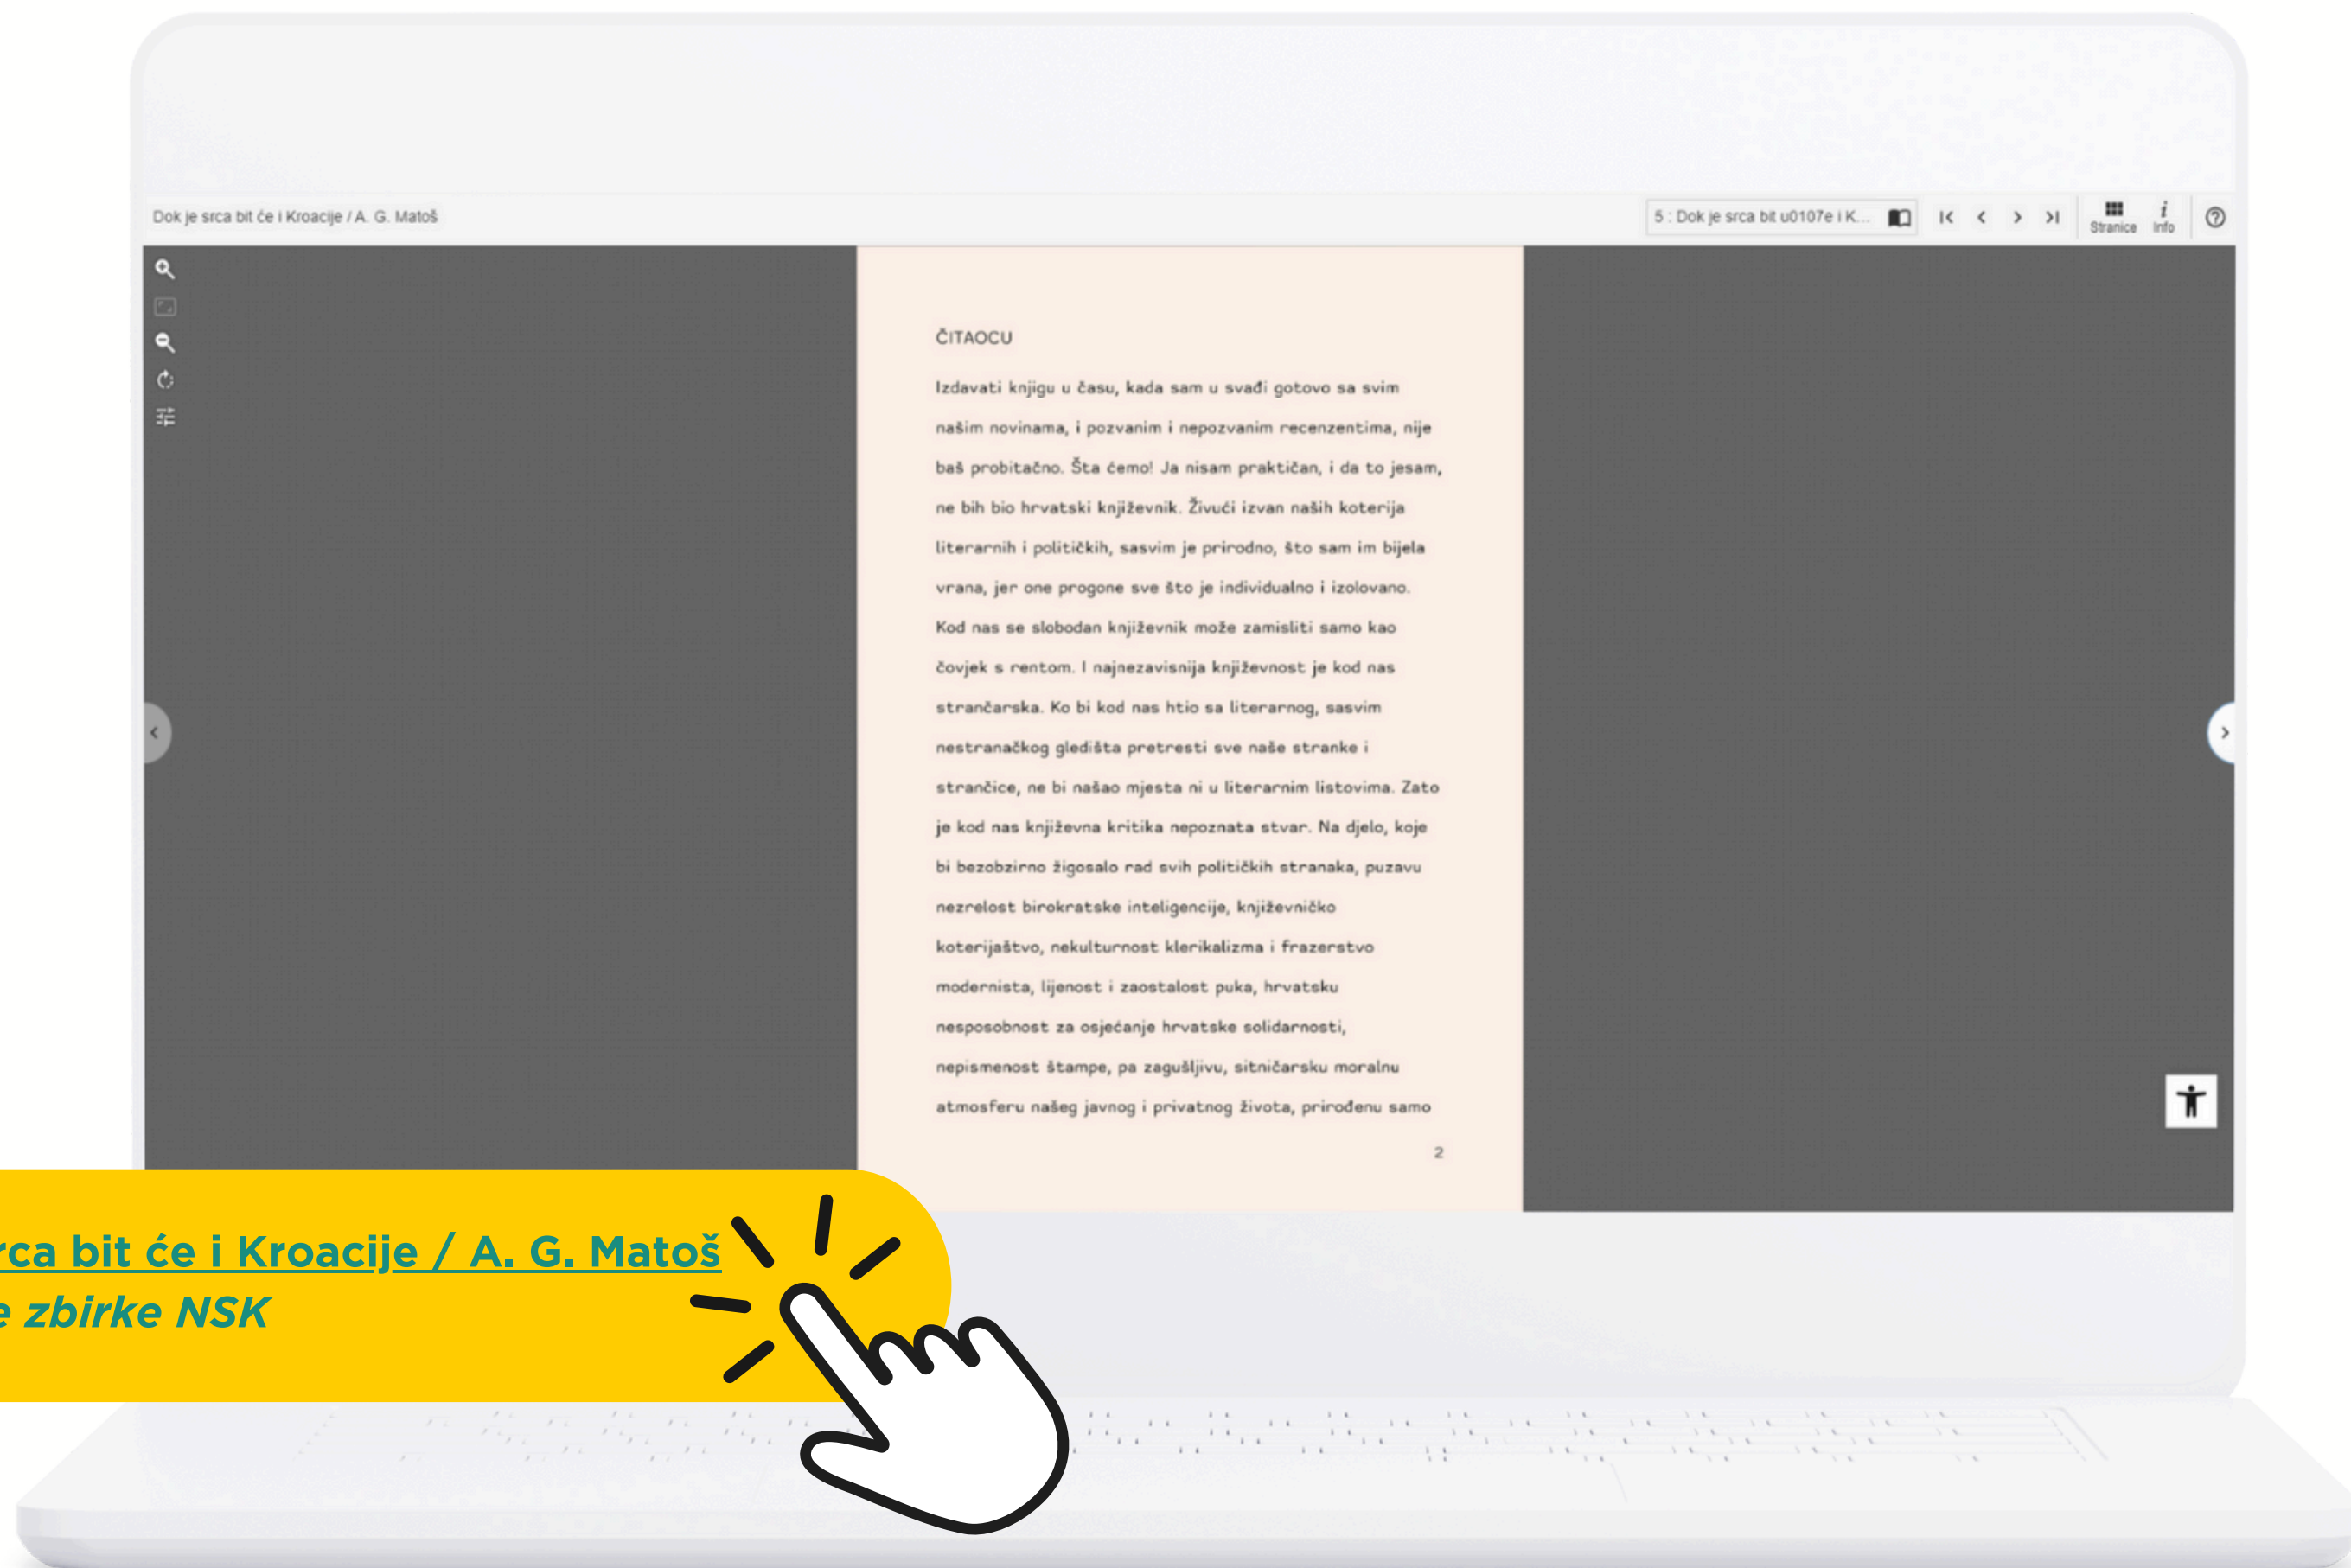 Dok je srca bit će i Kroacije / A. G. Matoš
5 : Dok je srca bit u0107e i K...
Stranice
Info
ČITAOCU
Izdavati knjigu u času, kada sam u svađi gotovo sa svim
našim novinama, i pozvanim i nepozvanim recenzentima, nije
baš probitačno. Šta ćemo! Ja nisam praktičan, i da to jesam,
ne bih bio hrvatski književnik. Živući izvan naših koterija
literarnih i političkih, sasvim je prirodno, što sam im bijela
vrana, jer one progone sve što je individualno i izolovano.
Kod nas se slobodan književnik može zamisliti samo kao
čovjek s rentom. I najnezavisnija književnost je kod nas
strančarska. Ko bi kod nas htio sa literarnog, sasvim
nestranačkog gledišta pretresti sve naše stranke i
strančice, ne bi našao mjesta ni u literarnim listovima. Zato
je kod nas književna kritika nepoznata stvar. Na djelo, koje
bi bezobzirno žigosalo rad svih političkih stranaka, puzavu
nezrelost birokratske inteligencije, književničko
koterijaštvo, nekulturnost klerikalizma i frazerstvo
modernista, lijenost i zaostalost puka, hrvatsku
nesposobnost za osjećanje hrvatske solidarnosti,
nepismenost štampe, pa zagušljivu, sitničarsku moralnu
atmosferu našeg javnog i privatnog života, prirođenu samo
2
rca bit će i Kroacije / A. G. Matoš
e zbirke NSK